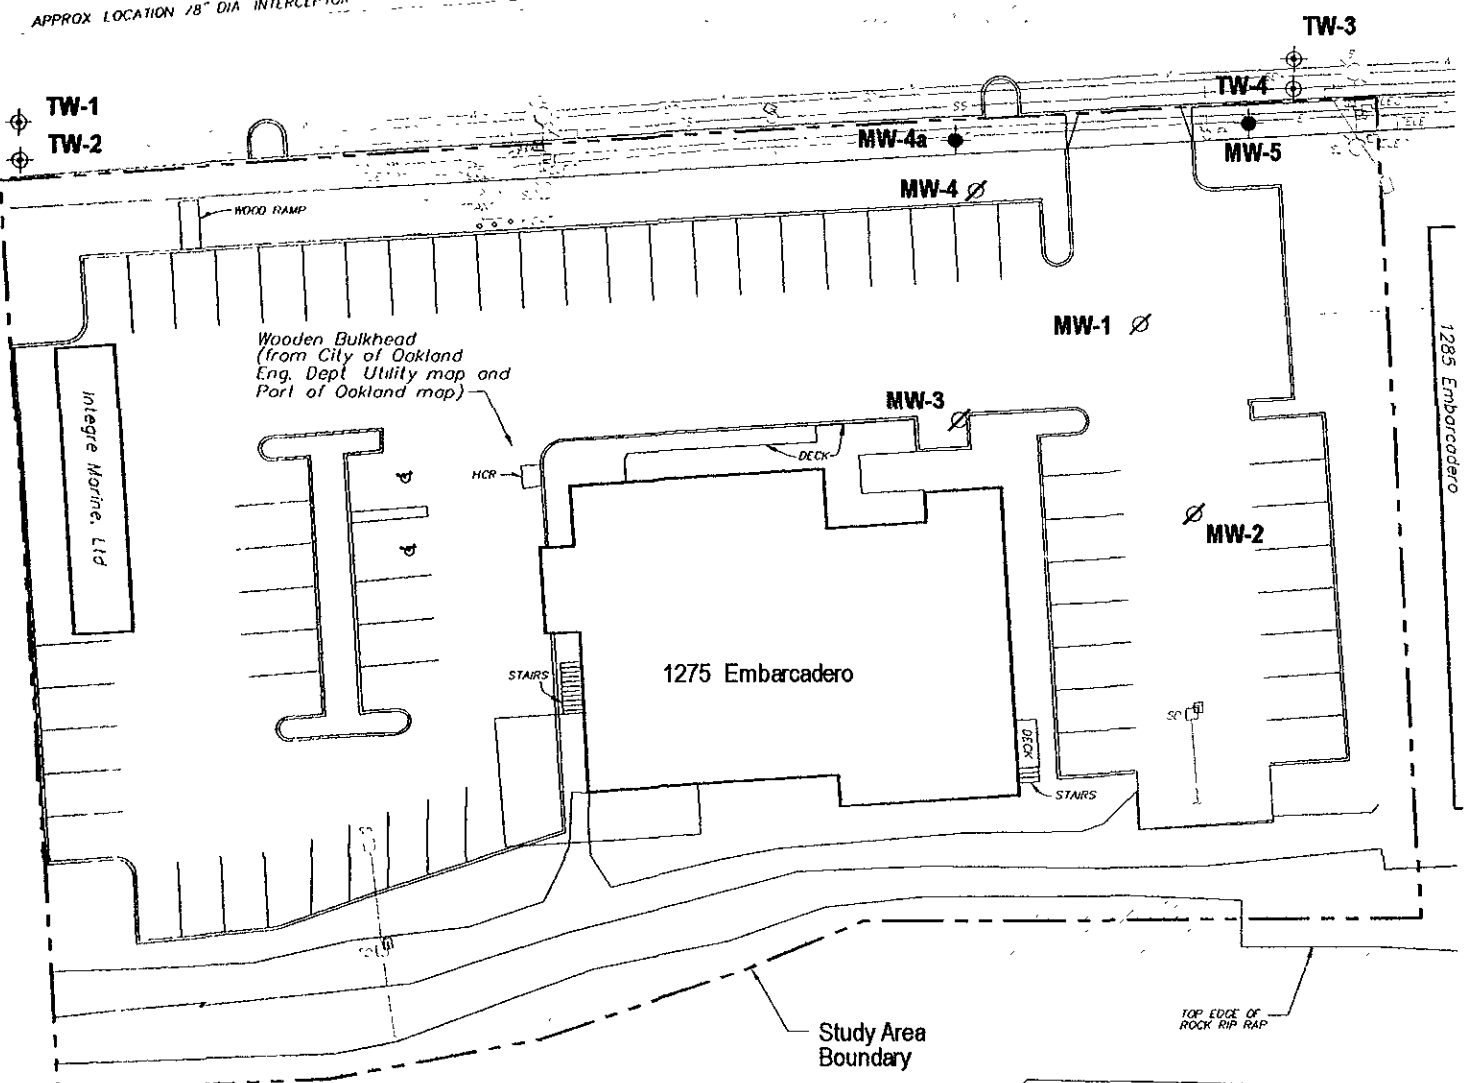 APPROX LOCATION 78" DIA INTERCEPTOR
TW-3
TW-1
TW-4
TW-2
SS
MW-4a
MW-5
ELE
MW-4
WOOD RAMP
MW-1
Wooden Bulkhead
(from City of Oakland
Eng. Dept Utility map and
Port of Oakland map)
1285 Embarcadero
Integre Marine, Ltd
MW-3
DECK
HCR
MW-2
STAIRS
1275 Embarcadero
DECK
STAIRS
TOP EDGE OF
ROCK RIP RAP
Study Area
Boundary